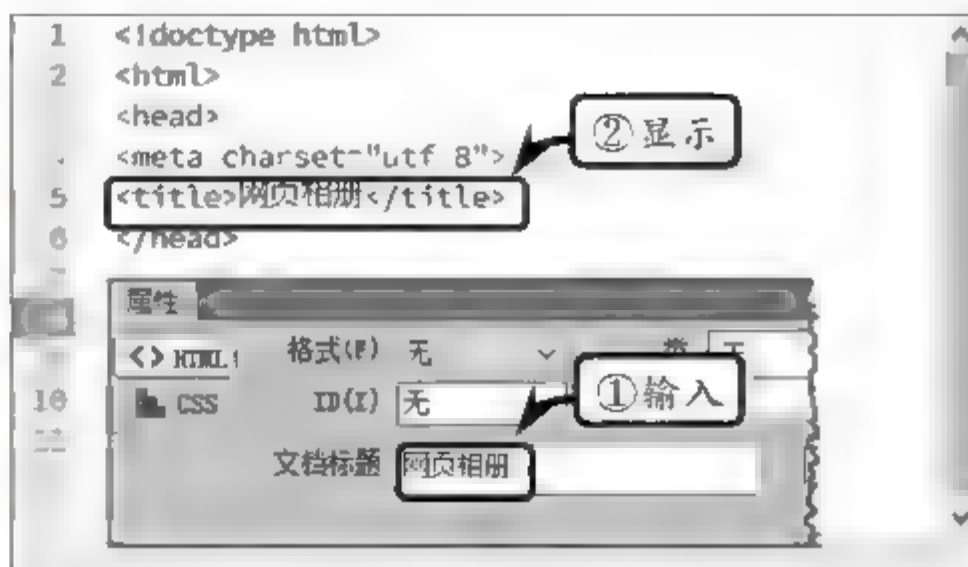 1 <!doctype html>
2 <html>
<head>
<meta charset="utf 8">
②显示
5 <title>网页相册</title>
6 </head>
属性
<> HTML 格式(F) 无
CSS ID(I) 无
①输入
10
文档标题 网页相册